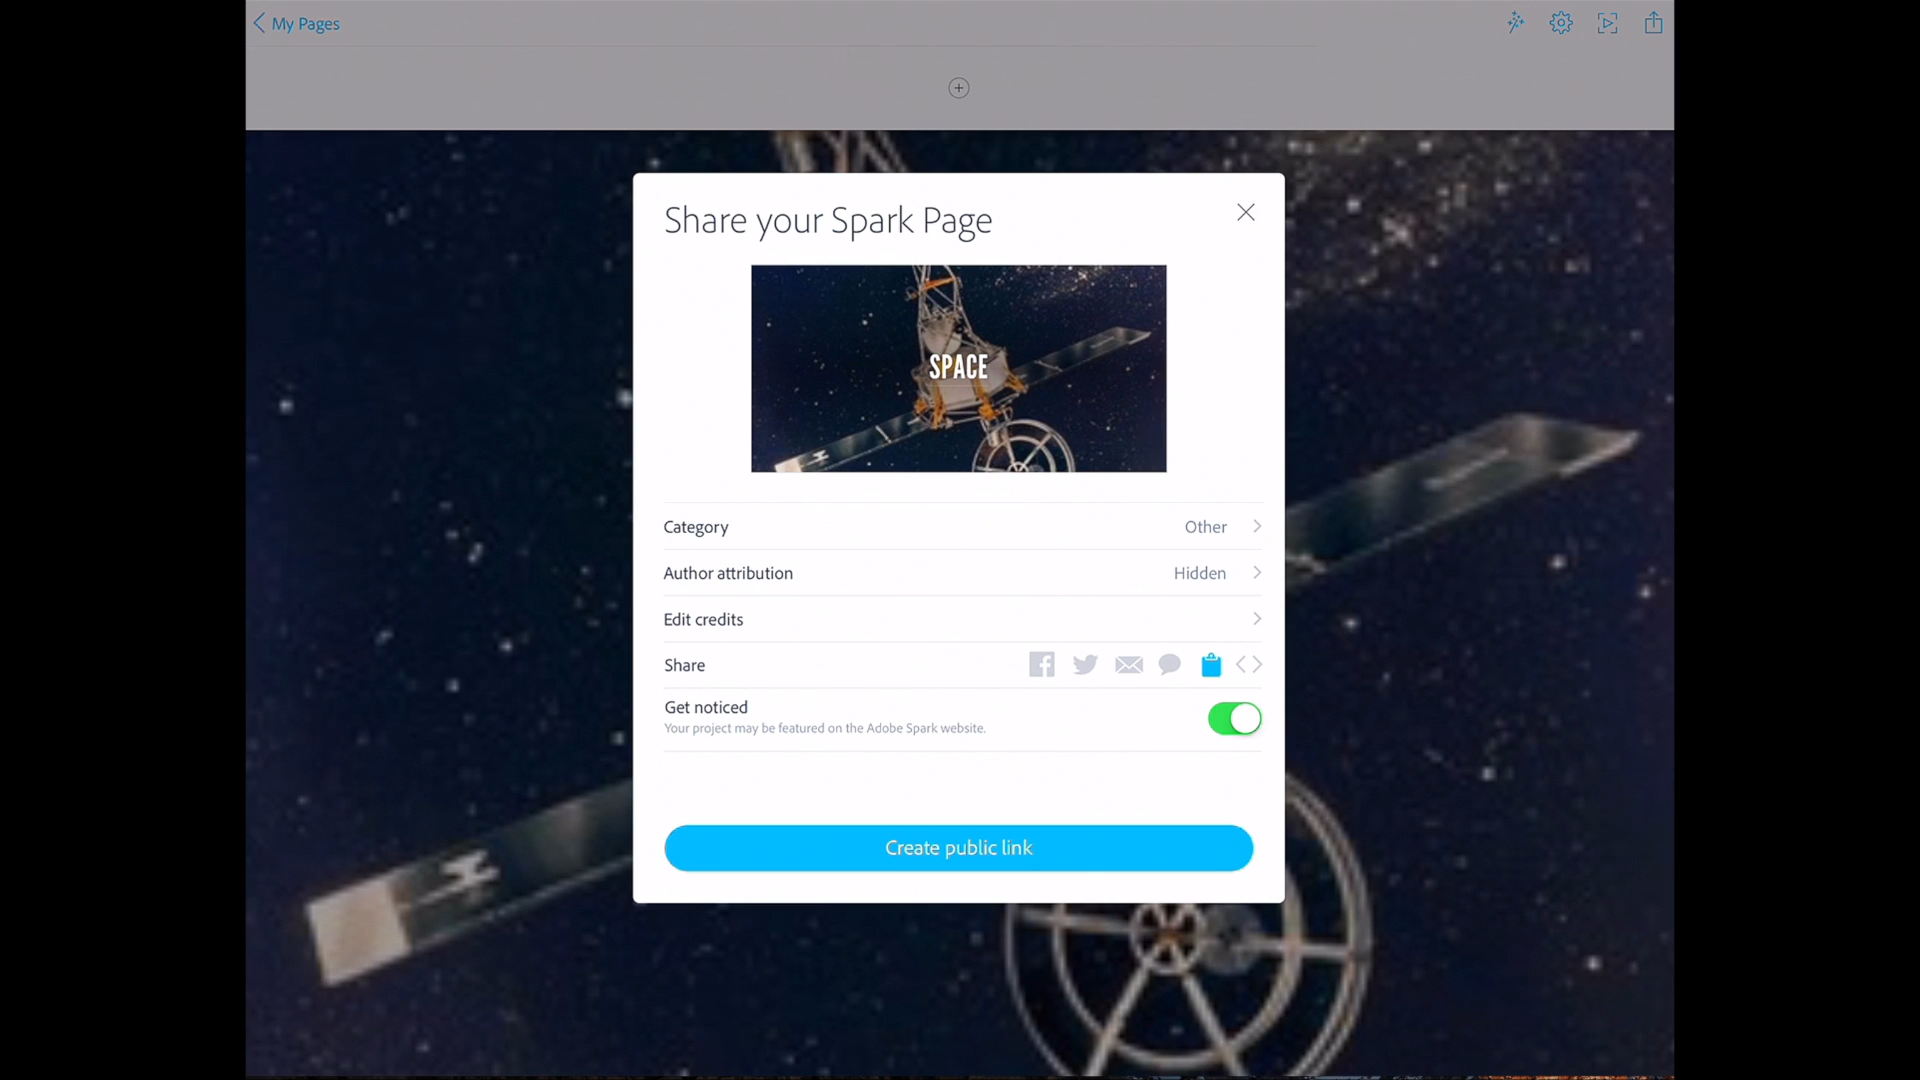 My Pages
Share your Spark Page
SPACE
Category Other
Author attribution Hidden
Edit credits
Share
Get noticed
Your project may be featured on the Adobe Spark website.
Create public link